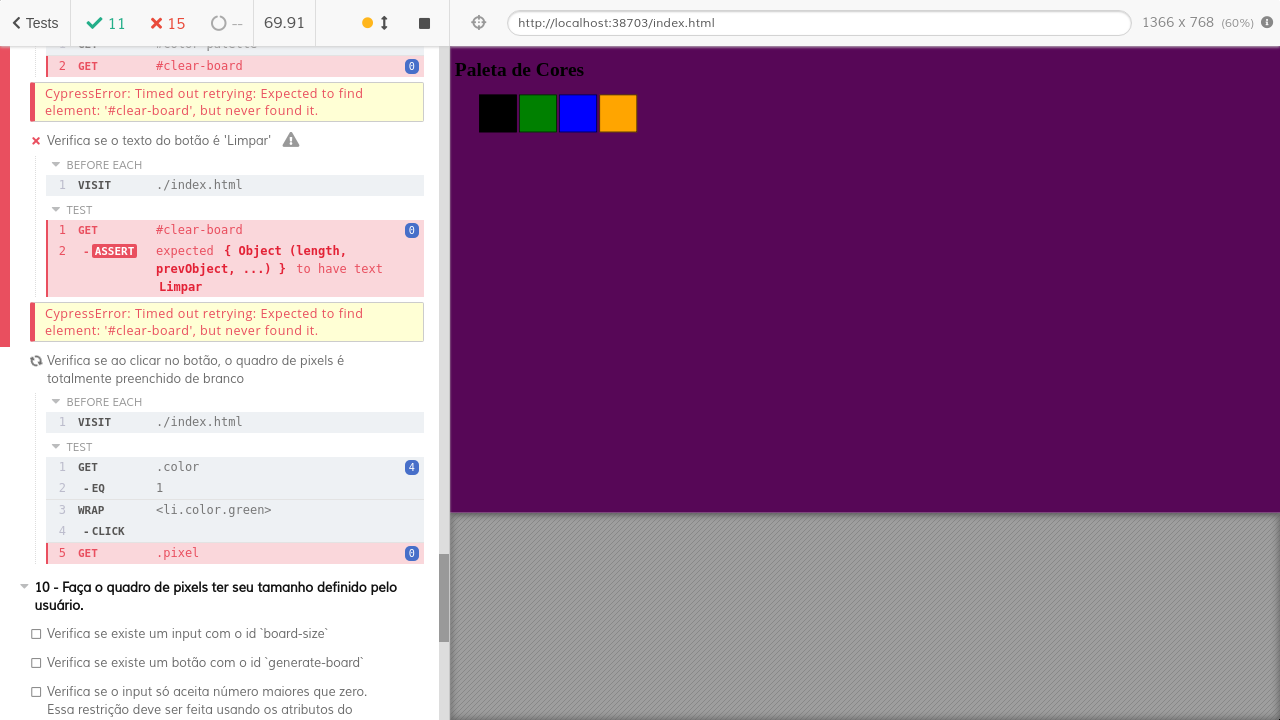 Tests 11 15 -- 69.91 http://localhost:38703/index.html 1366 x 768 (60%)
1 GET #color-palette
2 GET #clear-board 0
CypressError: Timed out retrying: Expected to find
element: '#clear-board', but never found it.
Verifica se o texto do botão é 'Limpar'
BEFORE EACH
1 VISIT ./index.html
TEST
1 GET #clear-board 0
2 -ASSERT expected { Object (length,
prevObject, ...) } to have text
Limpar
CypressError: Timed out retrying: Expected to find
element: '#clear-board', but never found it.
Verifica se ao clicar no botão, o quadro de pixels é
totalmente preenchido de branco
BEFORE EACH
1 VISIT ./index.html
TEST
1 GET .color 4
2 -EQ 1
3 WRAP <li.color.green>
4 -CLICK
5 GET .pixel 0
10 - Faça o quadro de pixels ter seu tamanho definido pelo
usuário.
Verifica se existe um input com o id `board-size`
Verifica se existe um botão com o id `generate-board`
Verifica se o input só aceita número maiores que zero.
Essa restrição deve ser feita usando os atributos do
Paleta de Cores